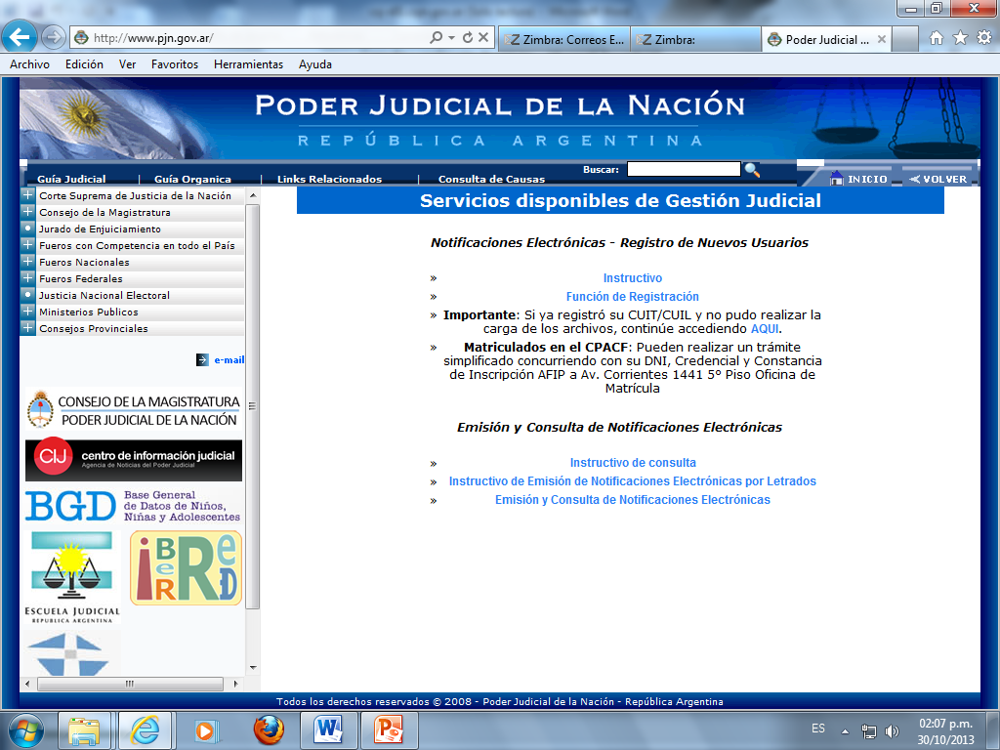 http://www.pjn.gov.ar/
Zimbra: Correos E...
Zimbra:
Poder Judicial ...
Archivo Edición Ver Favoritos Herramientas Ayuda
PODER JUDICIAL DE LA NACIÓN
REPÚBLICA ARGENTINA
Buscar:
Guía Judicial | Guía Organica | Links Relacionados | Consulta de Causas
INICIO
VOLVER
Corte Suprema de Justicia de la Nación
Consejo de la Magistratura
Jurado de Enjuiciamiento
Fueros con Competencia en todo el País
Fueros Nacionales
Fueros Federales
Justicia Nacional Electoral
Ministerios Publicos
Consejos Provinciales
e-mail
CONSEJO DE LA MAGISTRATURA
PODER JUDICIAL DE LA NACIÓN
CIJ
centro de información judicial
Agencia de Noticias del Poder Judicial
BGD
Base General
de Datos de Niños,
Niñas y Adolescentes
ESCUELA JUDICIAL
REPUBLICA ARGENTINA
iBERRED
Servicios disponibles de Gestión Judicial
Notificaciones Electrónicas - Registro de Nuevos Usuarios
» Instructivo
» Función de Registración
» Importante: Si ya registró su CUIT/CUIL y no pudo realizar la
carga de los archivos, continúe accediendo AQUI.
» Matriculados en el CPACF: Pueden realizar un trámite
simplificado concurriendo con su DNI, Credencial y Constancia
de Inscripción AFIP a Av. Corrientes 1441 5° Piso Oficina de
Matrícula
Emisión y Consulta de Notificaciones Electrónicas
» Instructivo de consulta
» Instructivo de Emisión de Notificaciones Electrónicas por Letrados
» Emisión y Consulta de Notificaciones Electrónicas
Todos los derechos reservados © 2008 - Poder Judicial de la Nación - República Argentina
ES
02:07 p.m.
30/10/2013